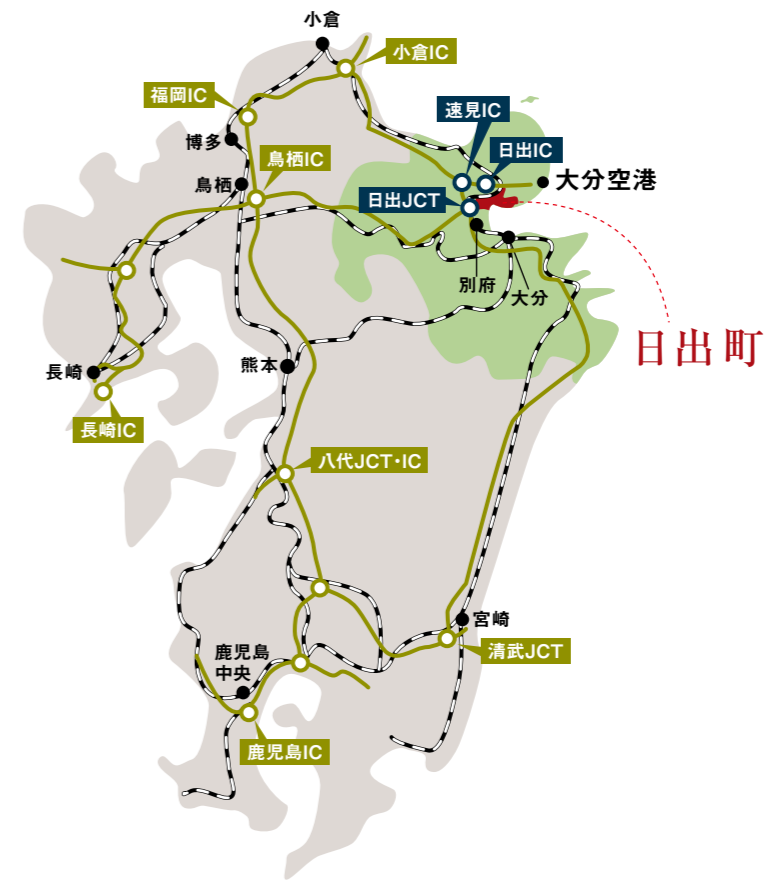 小倉
小倉IC
福岡IC
速見IC
博多
日出IC
鳥栖IC
鳥栖
大分空港
日出JCT
別府
大分
日出町
熊本
長崎
長崎IC
八代JCT・IC
宮崎
鹿児島
中央
清武JCT
鹿児島IC